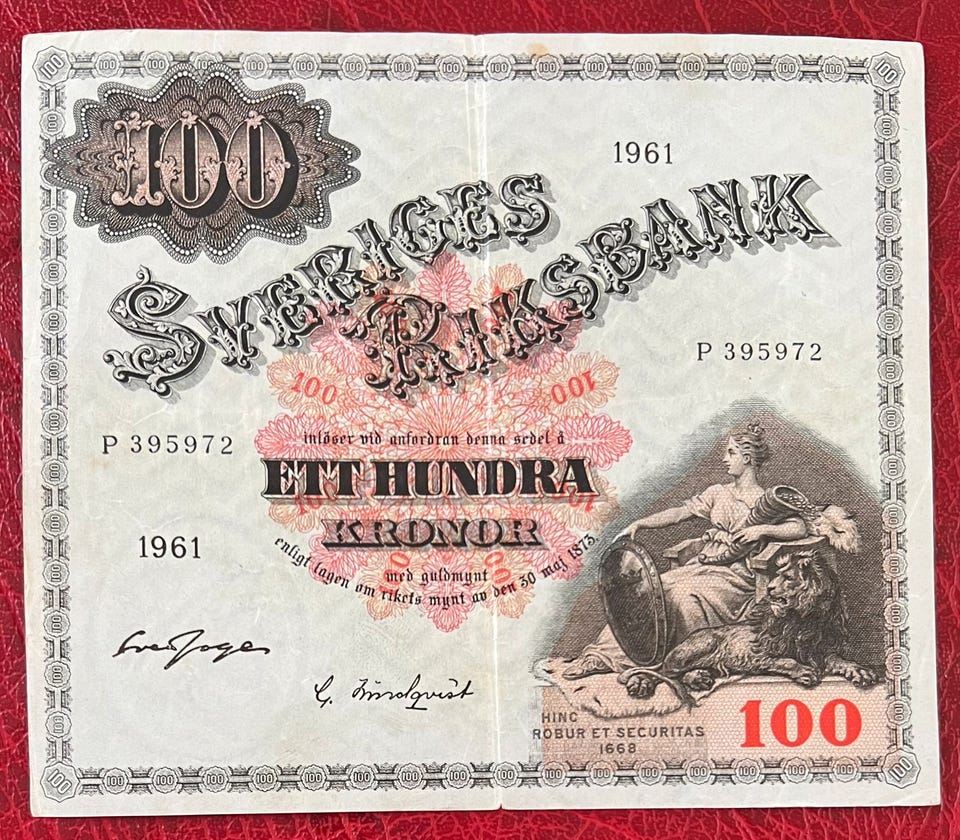 100
1961
SVERIGES
RIKSBANK
P 395972
100 100
P 395972
inlöser vid anfordran denna sedel å
ETT HUNDRA
KRONOR
1961
med guldmynt
enligt lagen om rikets mynt av den 30 maj 1873.
G. Lindqvist
HINC
ROBUR ET SECURITAS
1668
100